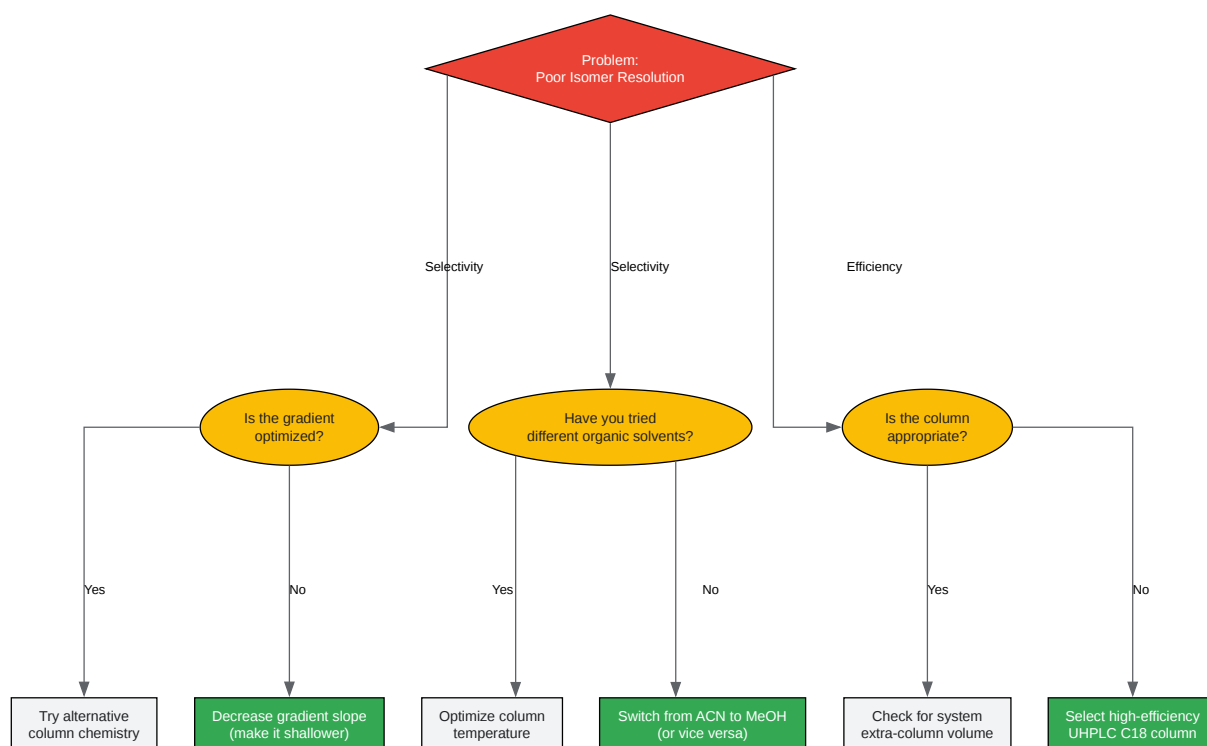 Problem:
Poor Isomer Resolution
Selectivity
Selectivity
Efficiency
Is the gradient
optimized?
Have you tried
different organic solvents?
Is the column
appropriate?
Yes
No
Yes
No
Yes
No
Try alternative
column chemistry
Decrease gradient slope
(make it shallower)
Optimize column
temperature
Switch from ACN to MeOH
(or vice versa)
Check for system
extra-column volume
Select high-efficiency
UHPLC C18 column